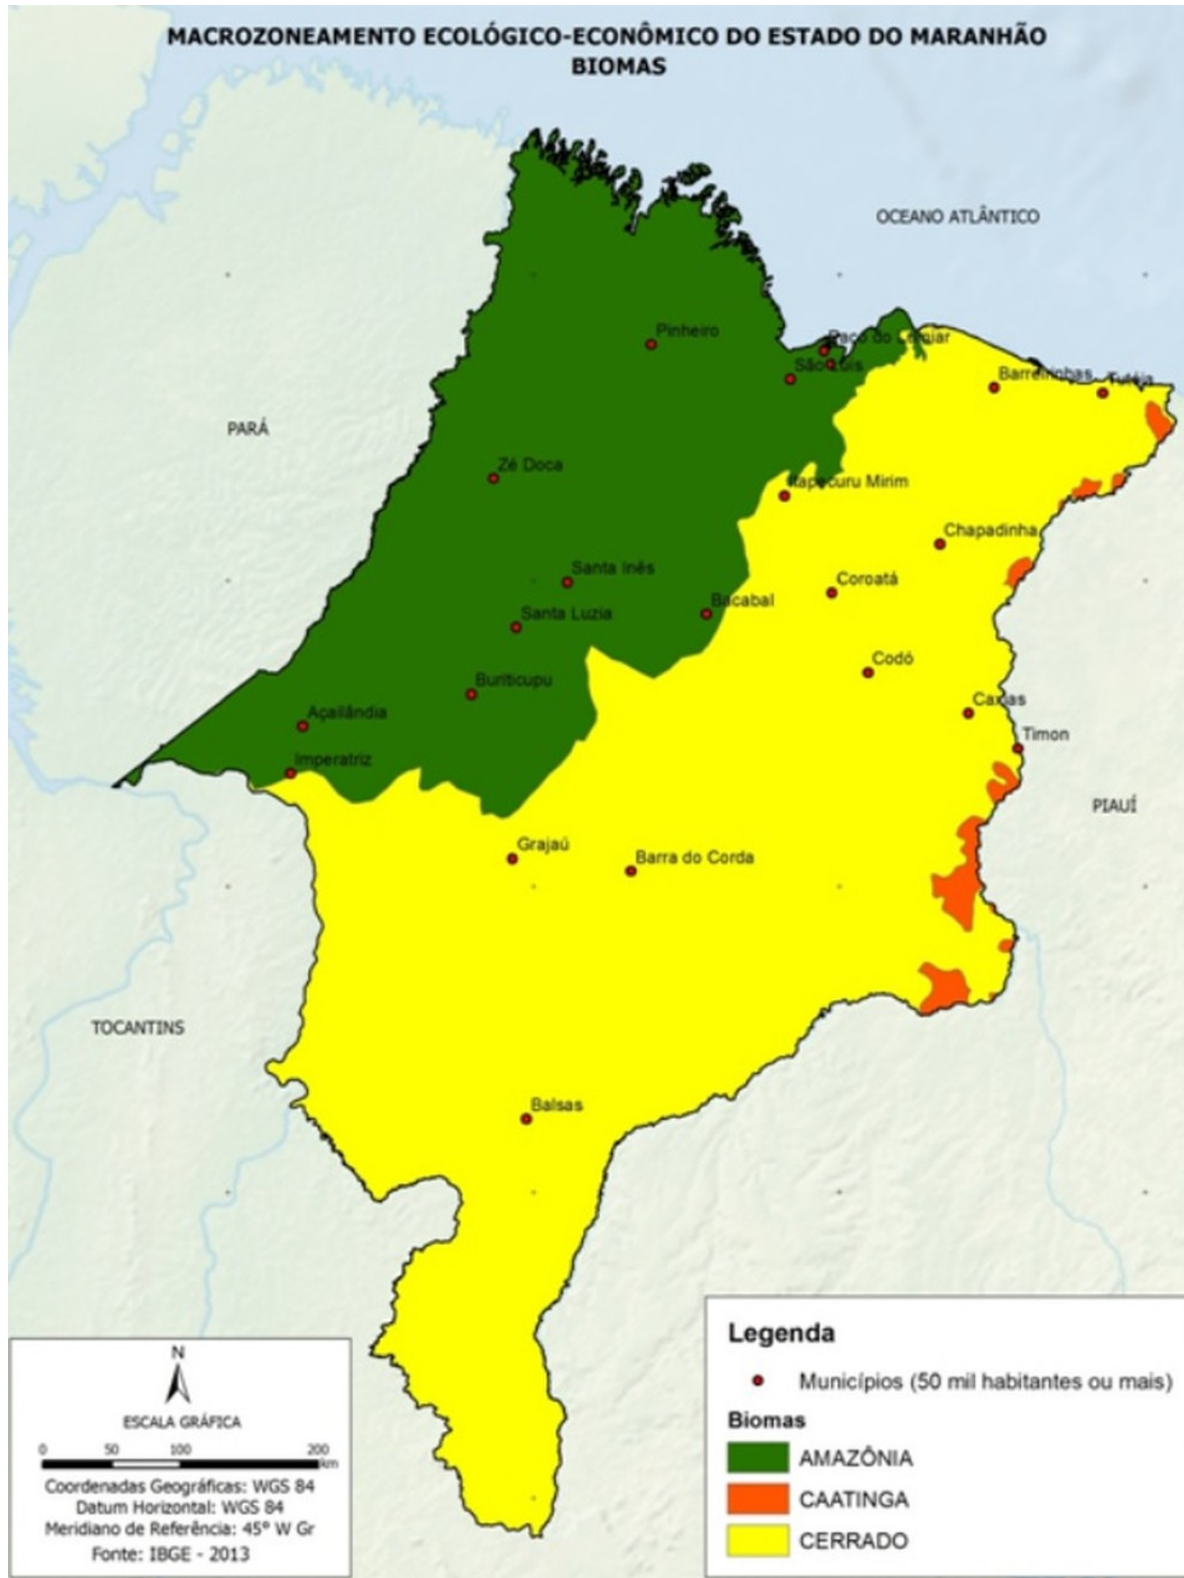 MACROZONEAMENTO ECOLÓGICO-ECONÔMICO DO ESTADO DO MARANHÃO
BIOMAS
OCEANO ATLÂNTICO
Pinheiro
Paço do Lumiar
São Luís
Barreirinhas
Tutóia
PARÁ
Zé Doca
Itapecuru Mirim
Chapadinha
Santa Inês
Coroatá
Bacabal
Santa Luzia
Codó
Buriticupu
Caxias
Açailândia
Timon
Imperatriz
PIAUÍ
Grajaú
Barra do Corda
TOCANTINS
Balsas
N
ESCALA GRÁFICA
0 50 100 200
km
Coordenadas Geográficas: WGS 84
Datum Horizontal: WGS 84
Meridiano de Referência: 45° W Gr
Fonte: IBGE - 2013
Legenda
Municípios (50 mil habitantes ou mais)
Biomas
AMAZÔNIA
CAATINGA
CERRADO